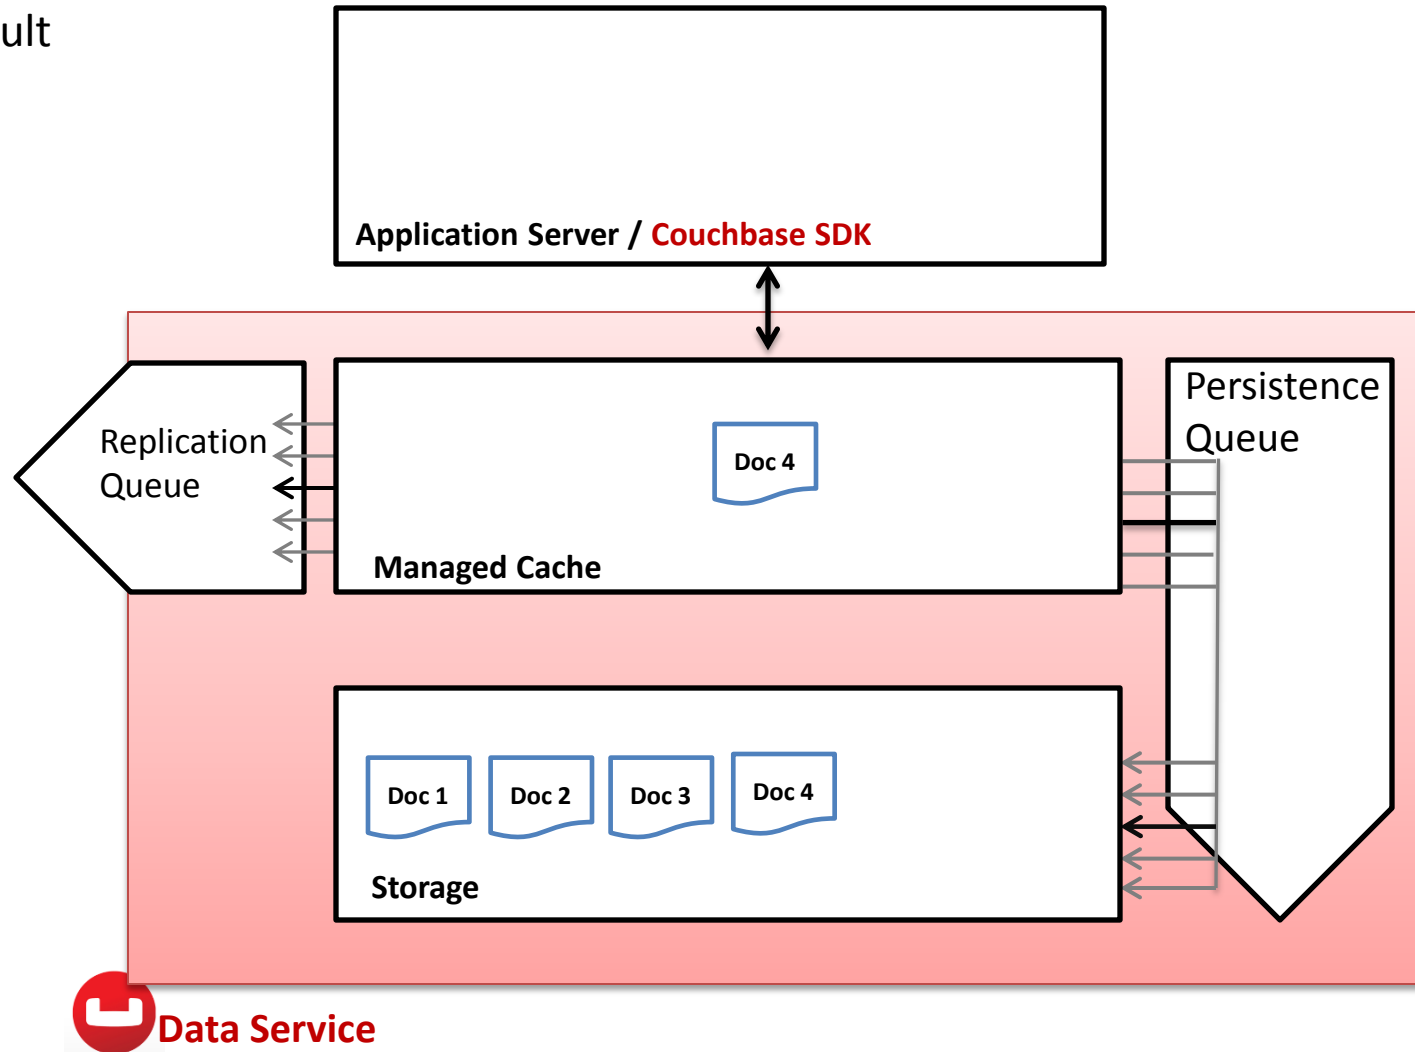 ult
Application Server / Couchbase SDK
Replication
Queue
Doc 4
Managed Cache
Persistence
Queue
Doc 1
Doc 2
Doc 3
Doc 4
Storage
Data Service